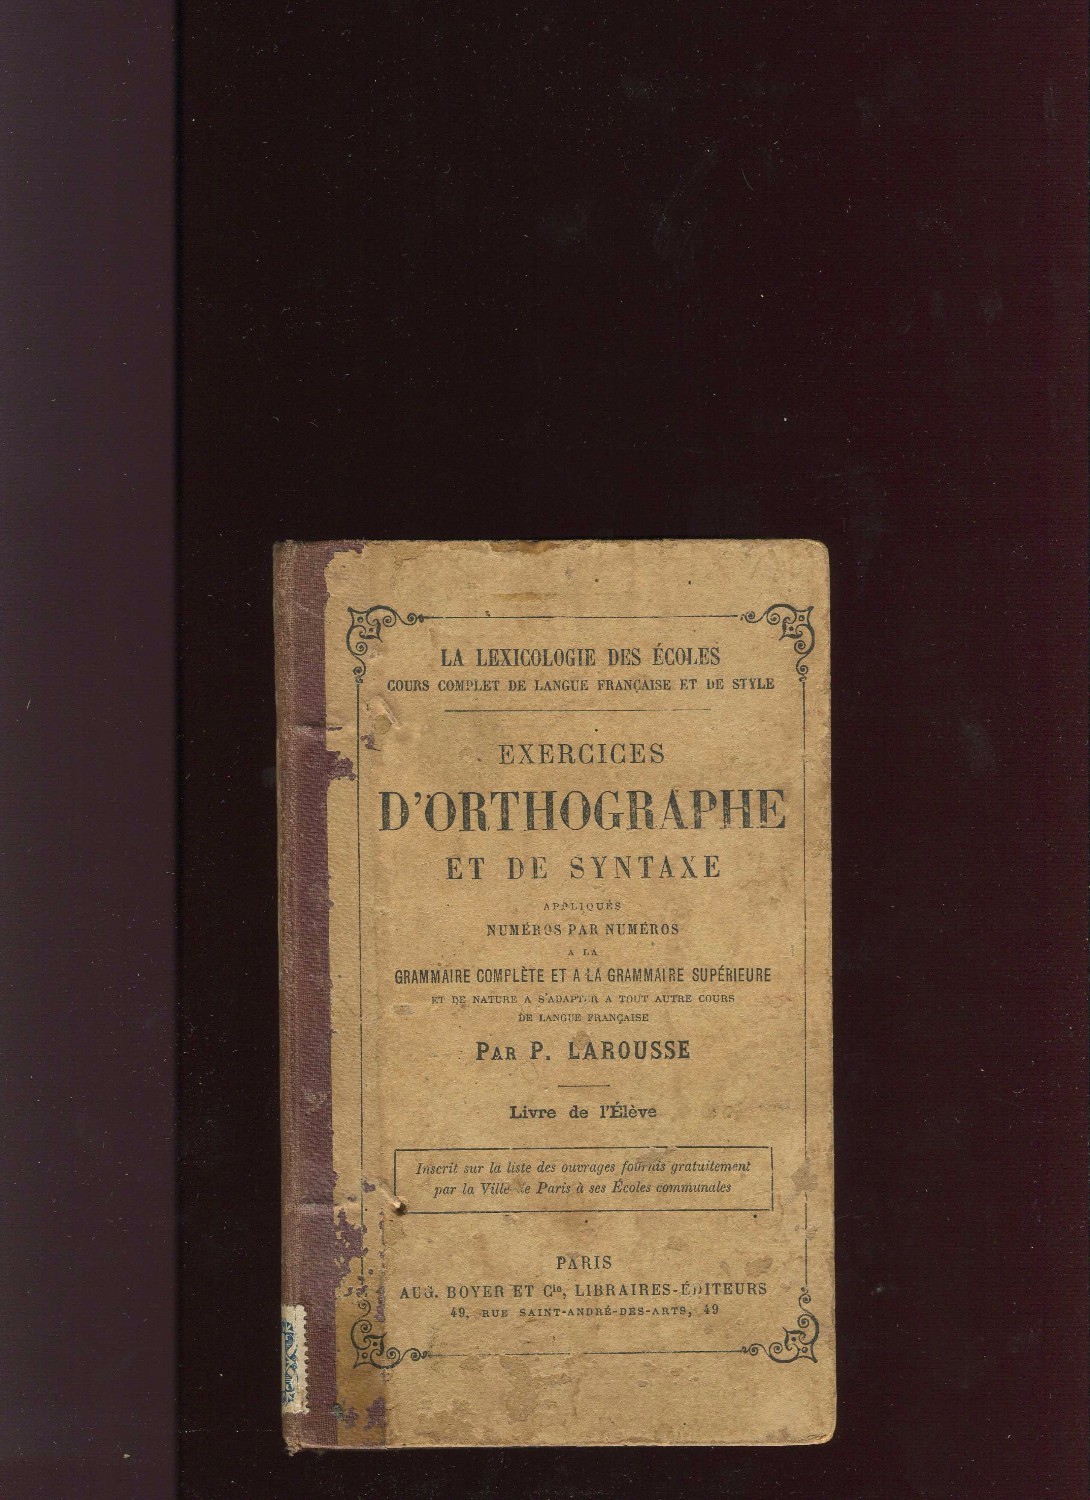 LA LEXICOLOGIE DES ÉCOLES
COURS COMPLET DE LANGUE FRANÇAISE ET DE STYLE
EXERCICES
D'ORTHOGRAPHE
ET DE SYNTAXE
APPLIQUÉS
NUMÉROS PAR NUMÉROS
A LA
GRAMMAIRE COMPLÈTE ET A LA GRAMMAIRE SUPÉRIEURE
ET DE NATURE A S'ADAPTER A TOUT AUTRE COURS
DE LANGUE FRANÇAISE
PAR P. LAROUSSE
Livre de l'Élève
Inscrit sur la liste des ouvrages fournis gratuitement
par la Ville de Paris à ses Écoles communales
PARIS
AUG. BOYER ET Cie, LIBRAIRES-ÉDITEURS
49, RUE SAINT-ANDRÉ-DES-ARTS, 49